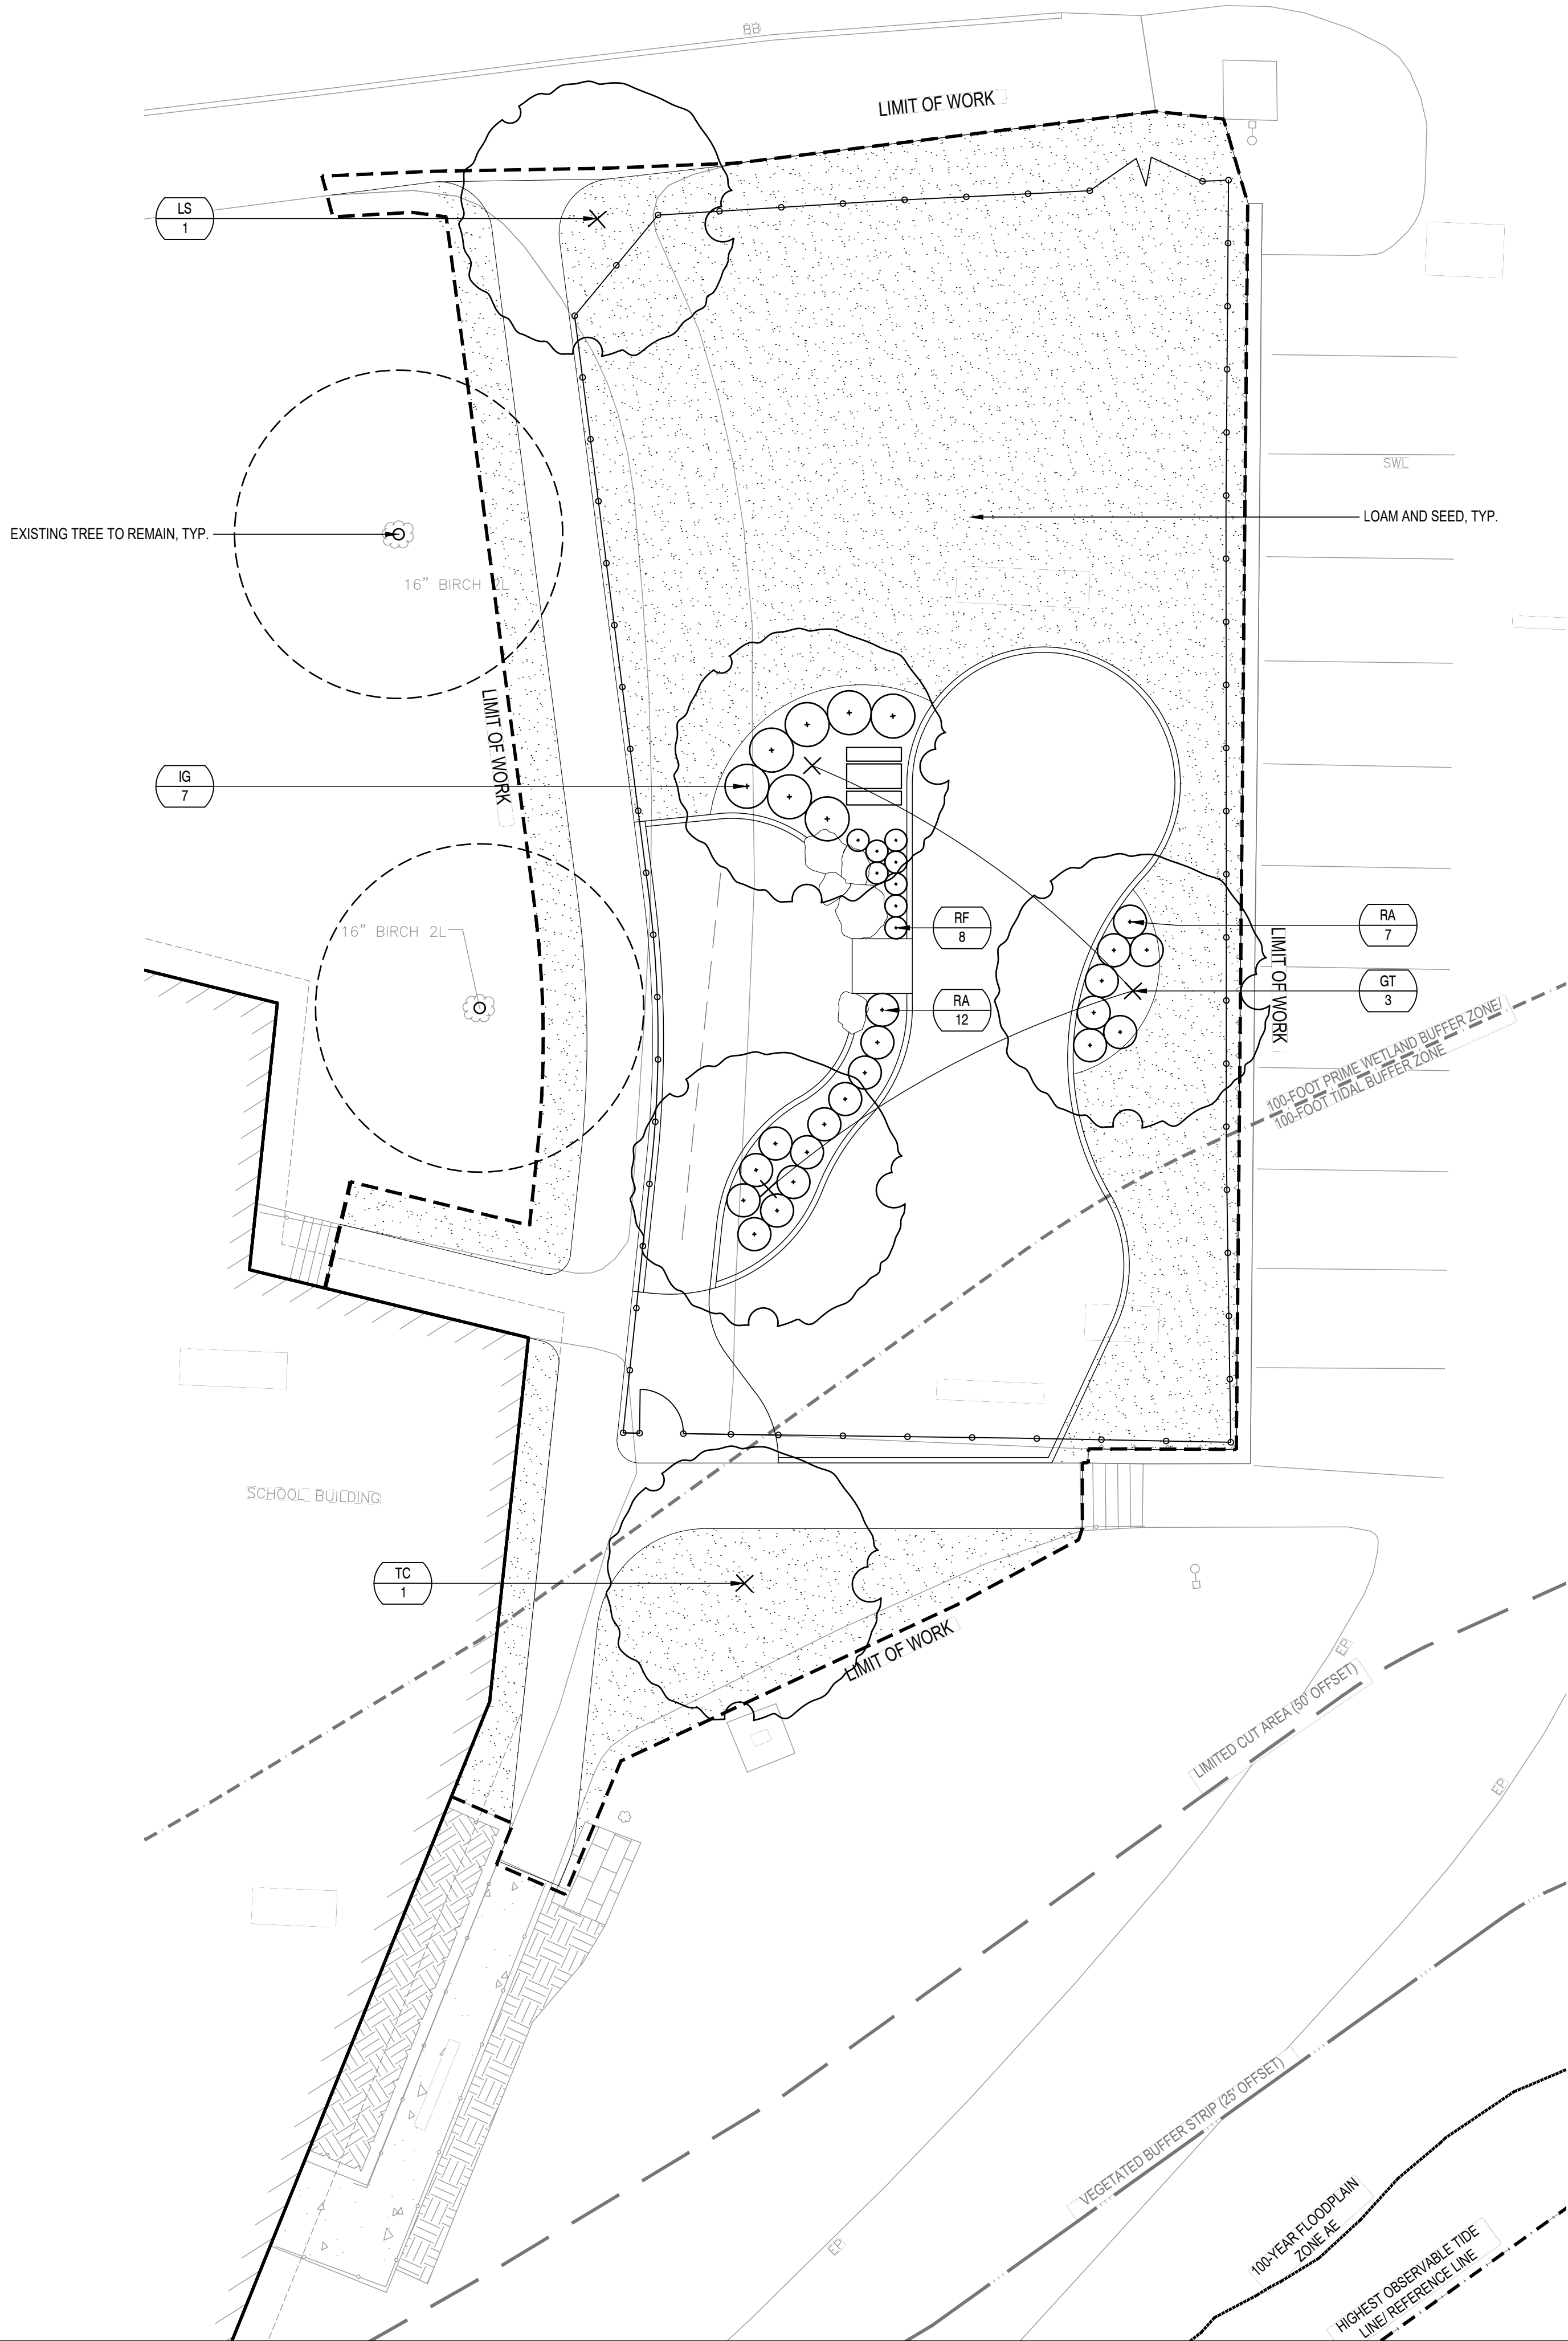 BB
LIMIT OF WORK
LS
1
SWL
EXISTING TREE TO REMAIN, TYP.
LOAM AND SEED, TYP.
16" BIRCH 2L
LIMIT OF WORK
IG
7
RF
8
RA
7
16" BIRCH 2L
LIMIT OF WORK
GT
3
RA
12
100-FOOT PRIME WETLAND BUFFER ZONE/
100-FOOT TIDAL BUFFER ZONE
SCHOOL BUILDING
TC
1
LIMIT OF WORK
EP
LIMITED CUT AREA (50' OFFSET)
EP
VEGETATED BUFFER STRIP (25' OFFSET)
EP
100-YEAR FLOODPLAIN
ZONE AE
HIGHEST OBSERVABLE TIDE
LINE/ REFERENCE LINE